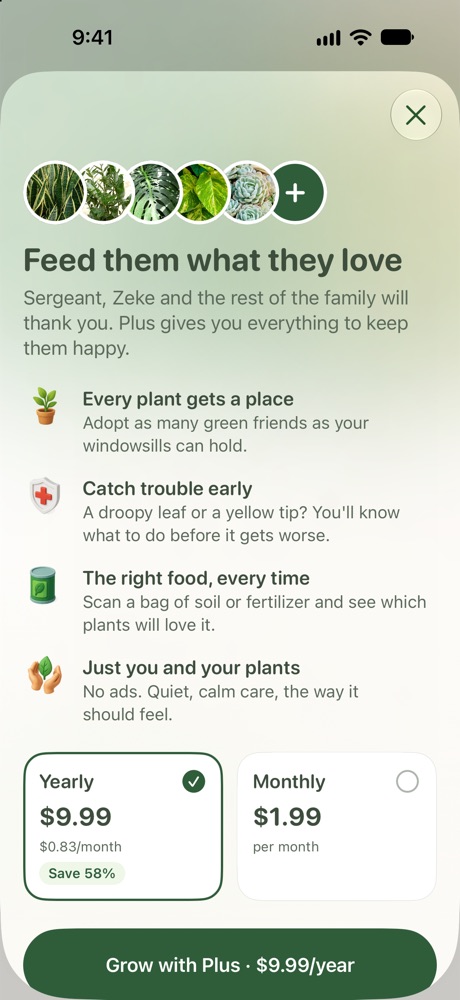 9:41
Feed them what they love
Sergeant, Zeke and the rest of the family will
thank you. Plus gives you everything to keep
them happy.
Every plant gets a place
Adopt as many green friends as your
windowsills can hold.
Catch trouble early
A droopy leaf or a yellow tip? You'll know
what to do before it gets worse.
The right food, every time
Scan a bag of soil or fertilizer and see which
plants will love it.
Just you and your plants
No ads. Quiet, calm care, the way it
should feel.
Yearly
$9.99
$0.83/month
Save 58%
Monthly
$1.99
per month
Grow with Plus · $9.99/year